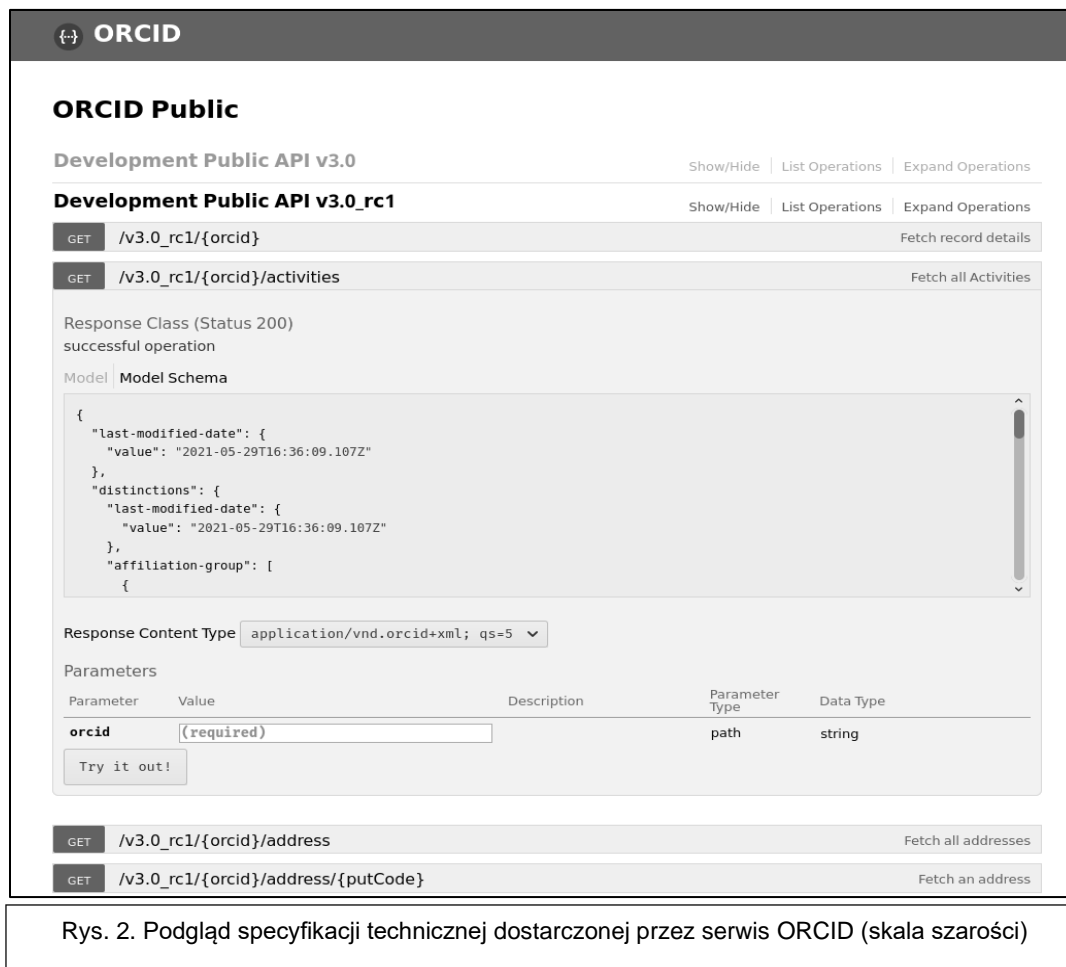 {··} ORCID
ORCID Public
Development Public API v3.0 Show/Hide List Operations Expand Operations
Development Public API v3.0_rc1 Show/Hide List Operations Expand Operations
GET /v3.0_rc1/{orcid} Fetch record details
GET /v3.0_rc1/{orcid}/activities Fetch all Activities
Response Class (Status 200)
successful operation
Model Model Schema
{
"last-modified-date": {
"value": "2021-05-29T16:36:09.107Z"
},
"distinctions": {
"last-modified-date": {
"value": "2021-05-29T16:36:09.107Z"
},
"affiliation-group": [
{
Response Content Type application/vnd.orcid+xml; qs=5
Parameters
Parameter Value Description Parameter Type Data Type
orcid (required) path string
Try it out!
GET /v3.0_rc1/{orcid}/address Fetch all addresses
GET /v3.0_rc1/{orcid}/address/{putCode} Fetch an address
Rys. 2. Podgląd specyfikacji technicznej dostarczonej przez serwis ORCID (skala szarości)